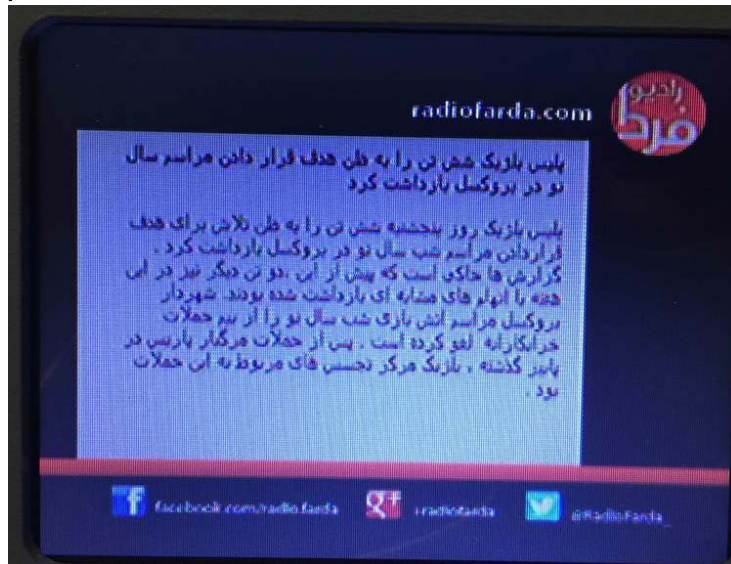 radiofarda.com
رادیو
فردا
پلیس بلژیک شش تن را به ظن هدف قرار دادن مراسم سال
نو در بروکسل بازداشت کرد
پلیس بلژیک روز پنجشنبه شش تن را به ظن تلاش برای هدف
قراردادن مراسم شب سال نو در بروکسل بازداشت کرد .
گزارش ها حاکی است که پیش از این ،دو تن دیگر نیز در این
هفته با اتهام های مشابه ای بازداشت شده بودند. شهردار
بروکسل مراسم آتش بازی شب سال نو را از بیم حملات
خرابکارانه لغو کرده است . پس از حملات مرگبار پاریس در
پاییز گذشته ، بلژیک مرکز تجسس های مربوط به این حملات
بود .
facebook.com/radio.farda
g+ +radiofarda
@RadioFarda_